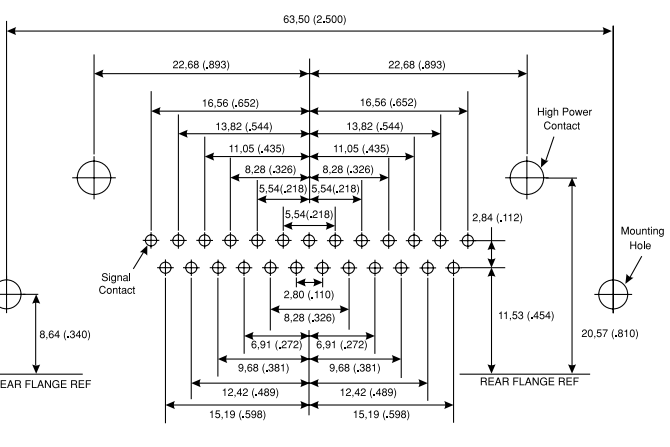 63,50 (2.500)
22,68 (.893) 22,68 (.893)
16,56 (.652) 16,56 (.652)
13,82 (.544) 13,82 (.544)
11,05 (.435) 11,05 (.435)
8,28 (.326) 8,28 (.326)
5,54(.218) 5,54(.218)
5,54(.218)
High Power
Contact
2,84 (.112)
Mounting
Hole
Signal
Contact
2,80 (.110)
8,28 (.326)
11,53 (.454)
8,64 (.340)
20,57 (.810)
6,91 (.272) 6,91 (.272)
9,68 (.381) 9,68 (.381)
EAR FLANGE REF
REAR FLANGE REF
12,42 (.489) 12,42 (.489)
15,19 (.598) 15,19 (.598)